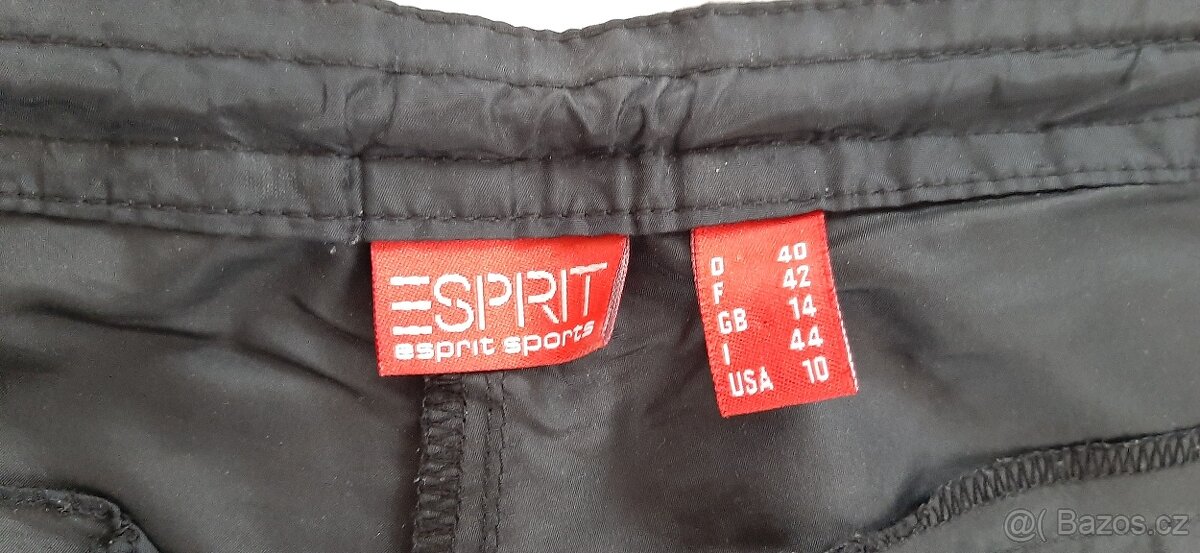 ESPRIT
esprit sports
D 40
F 42
GB 14
I 44
USA 10
@( Bazos.cz